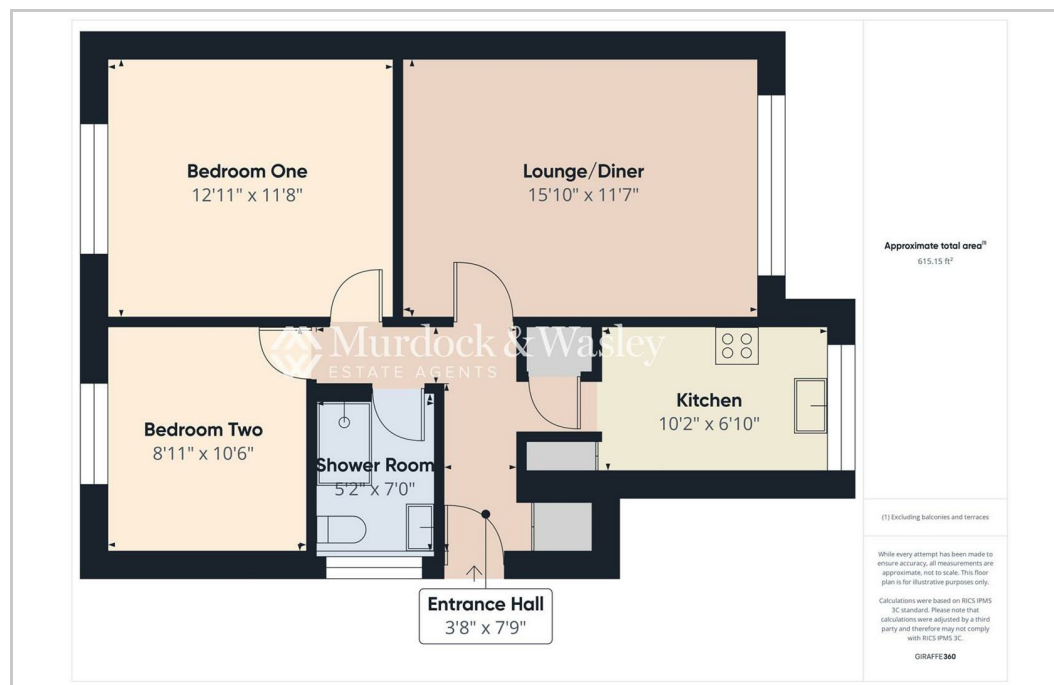 Bedroom One
12'11" x 11'8"
Lounge/Diner
15'10" x 11'7"
Approximate total area⁽¹⁾
615.15 ft²
Murdock & Wasley
ESTATE AGENTS
Kitchen
10'2" x 6'10"
Bedroom Two
8'11" x 10'6"
Shower Room
5'2" x 7'0"
Entrance Hall
3'8" x 7'9"
(1) Excluding balconies and terraces
While every attempt has been made to
ensure accuracy, all measurements are
approximate, not to scale. This floor
plan is for illustrative purposes only.
Calculations were based on RICS IPMS
3C standard. Please note that
calculations were adjusted by a third
party and therefore may not comply
with RICS IPMS 3C.
GIRAFFE360